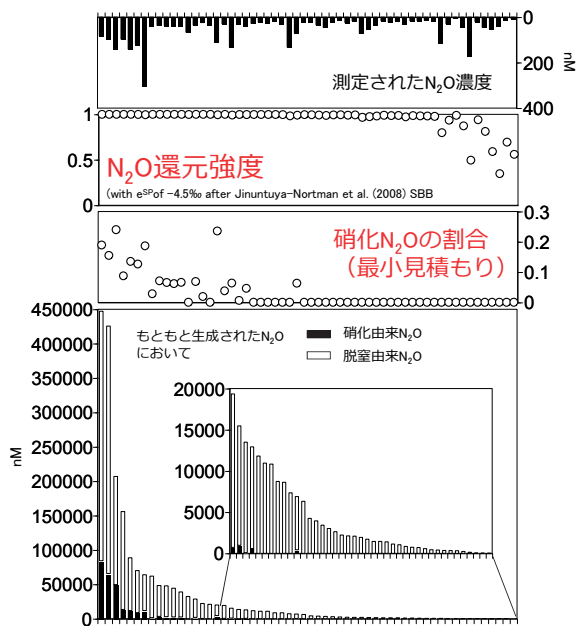 0
200
400
nM
測定されたN₂O濃度
1
0.5
0
N₂O還元強度
(with eSPof -4.5‰ after Jinuntuya-Nortman et al. (2008) SBB
0.3
0.2
0.1
0
硝化N₂Oの割合
（最小見積もり）
450000
400000
350000
300000
250000
200000
150000
100000
50000
0
nM
もともと生成されたN₂O
において
硝化由来N₂O
脱窒由来N₂O
20000
15000
10000
5000
0